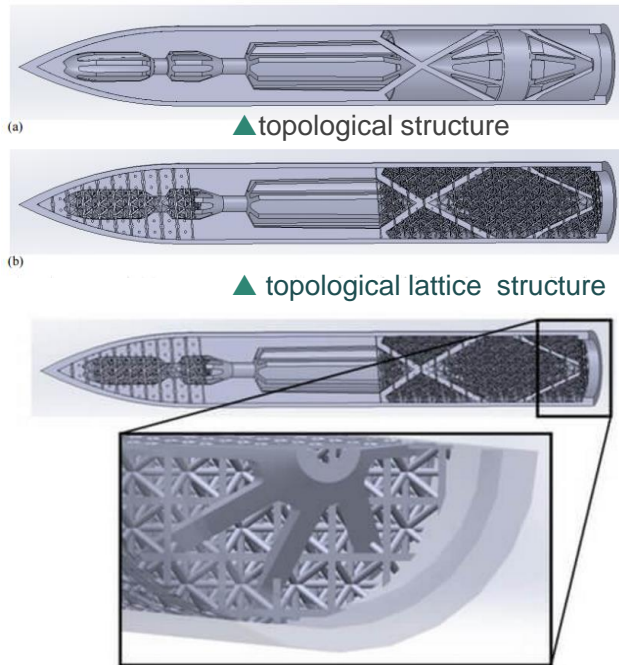 (a)
▲topological structure
(b)
▲ topological lattice structure